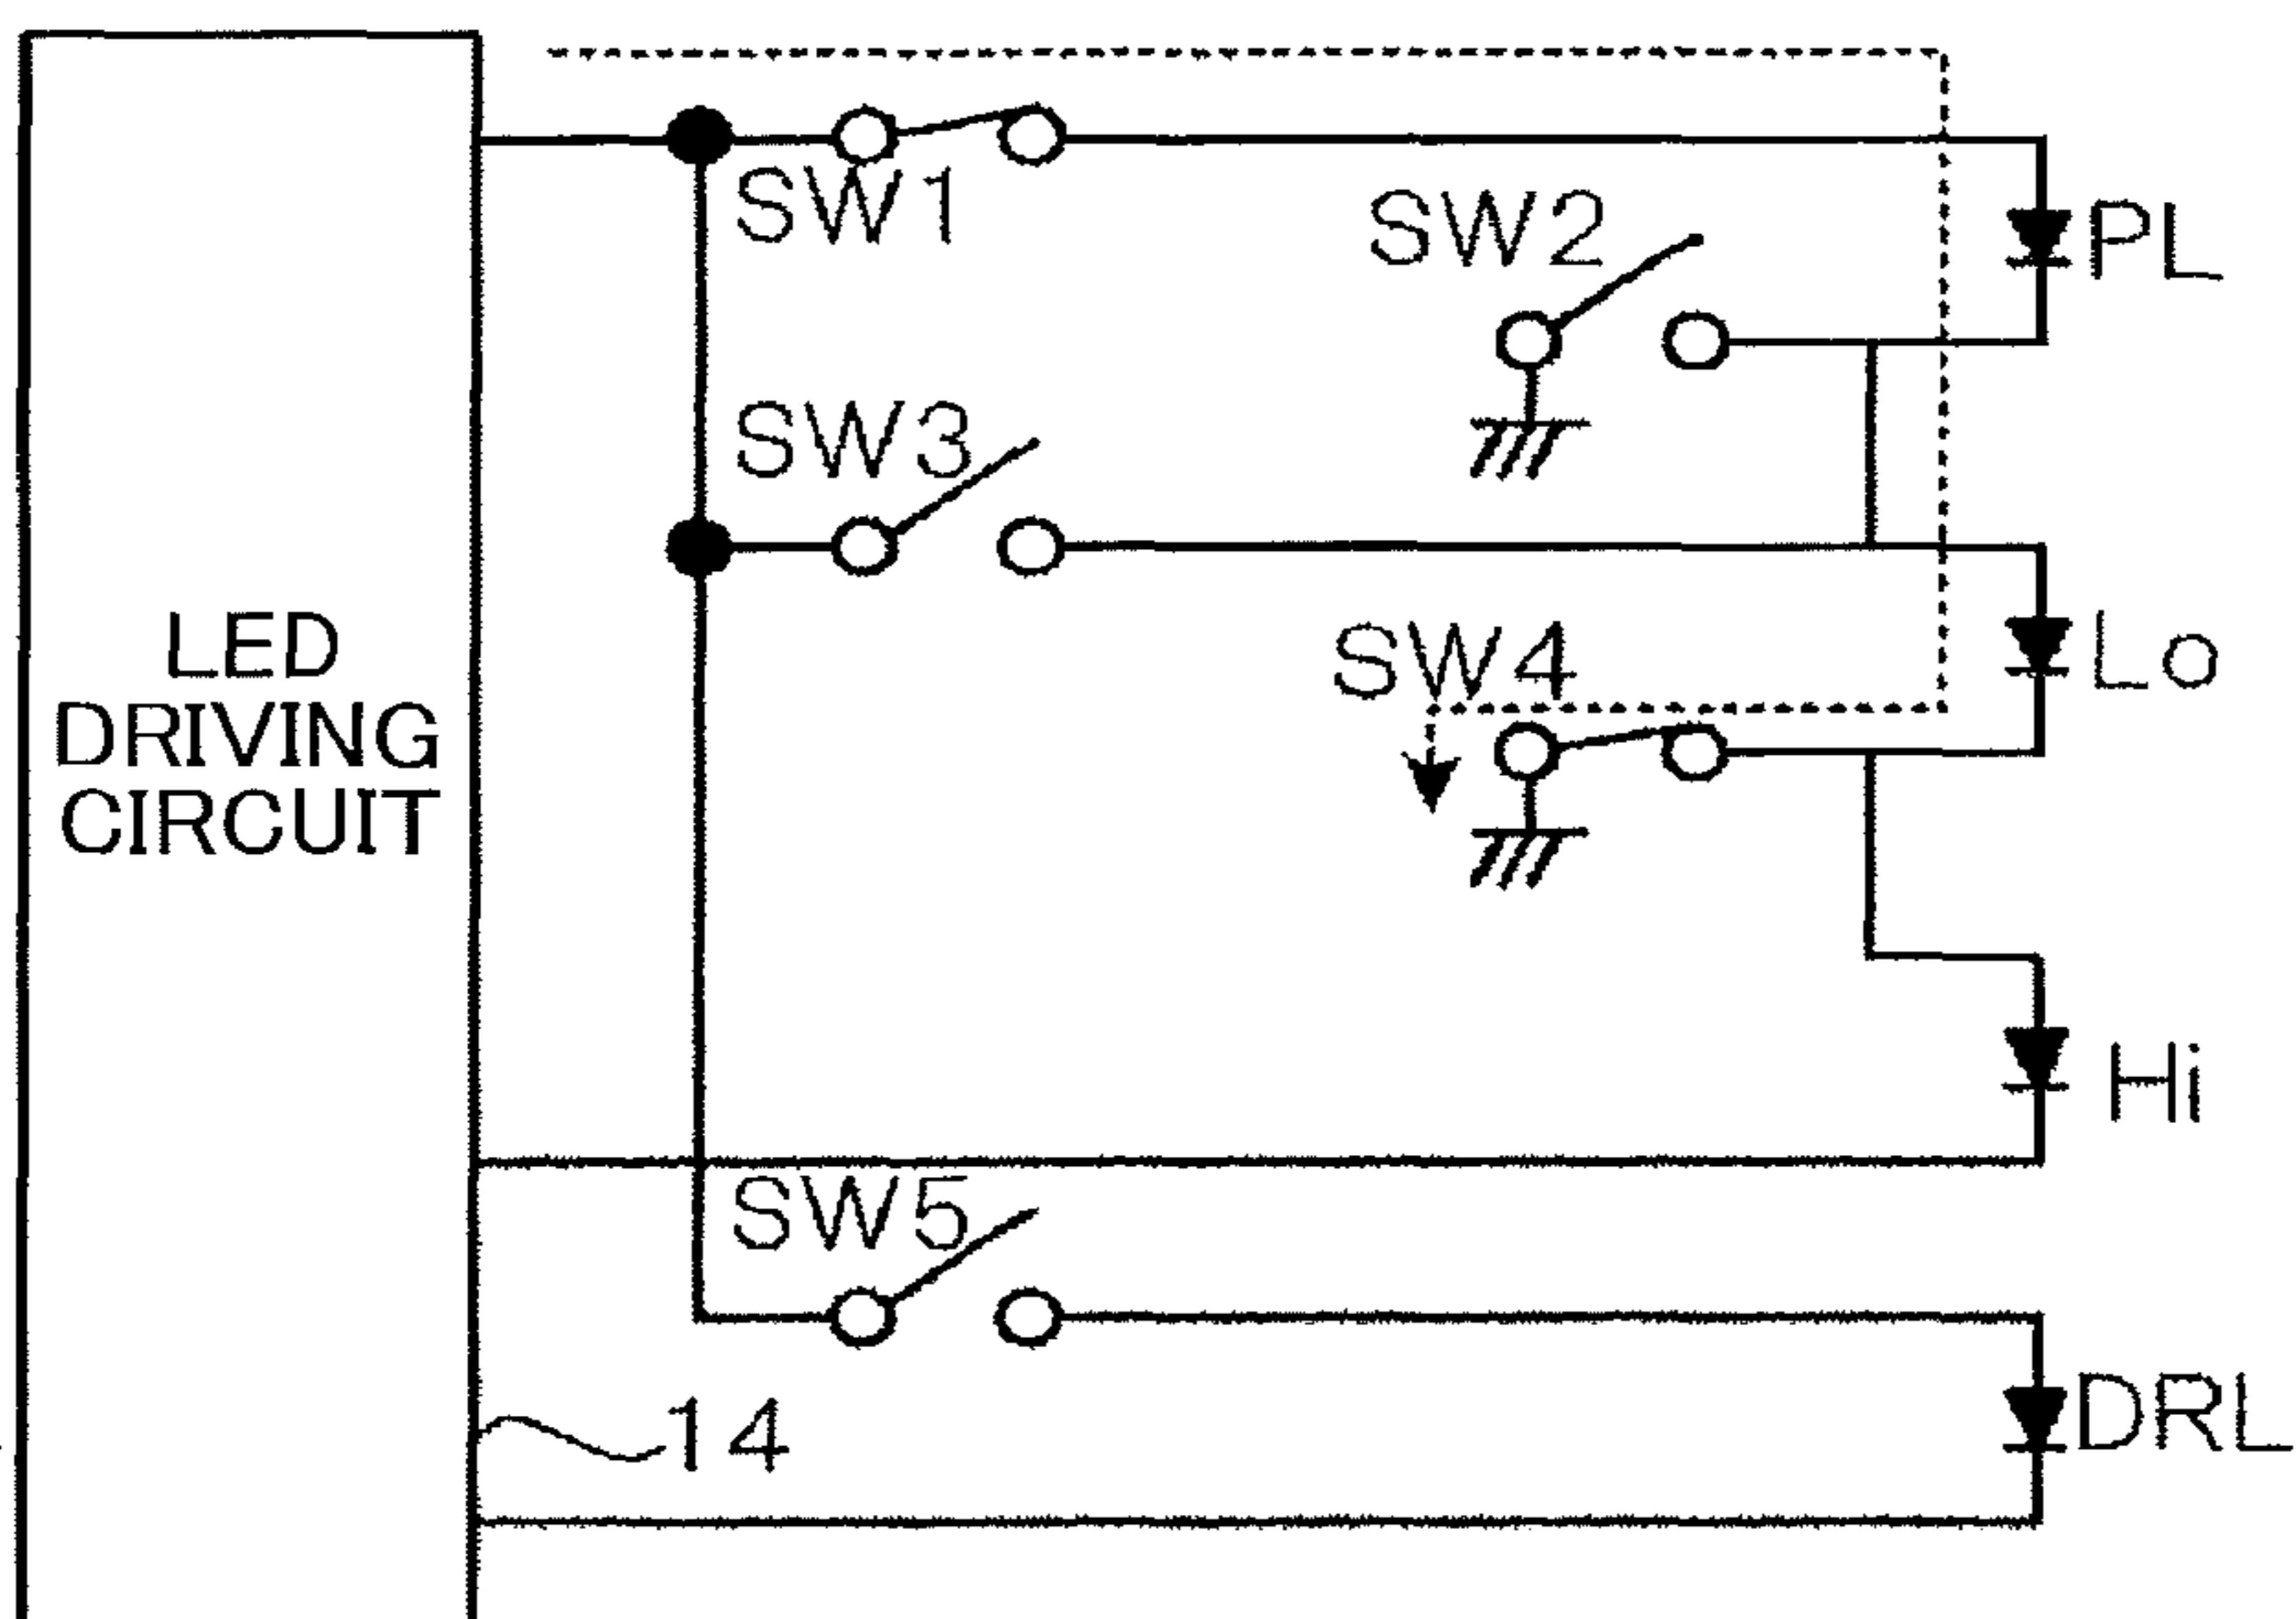 SW1
SW2
PL
SW3
LED
DRIVING
CIRCUIT
SW4
Lo
Hi
SW5
14
DRL